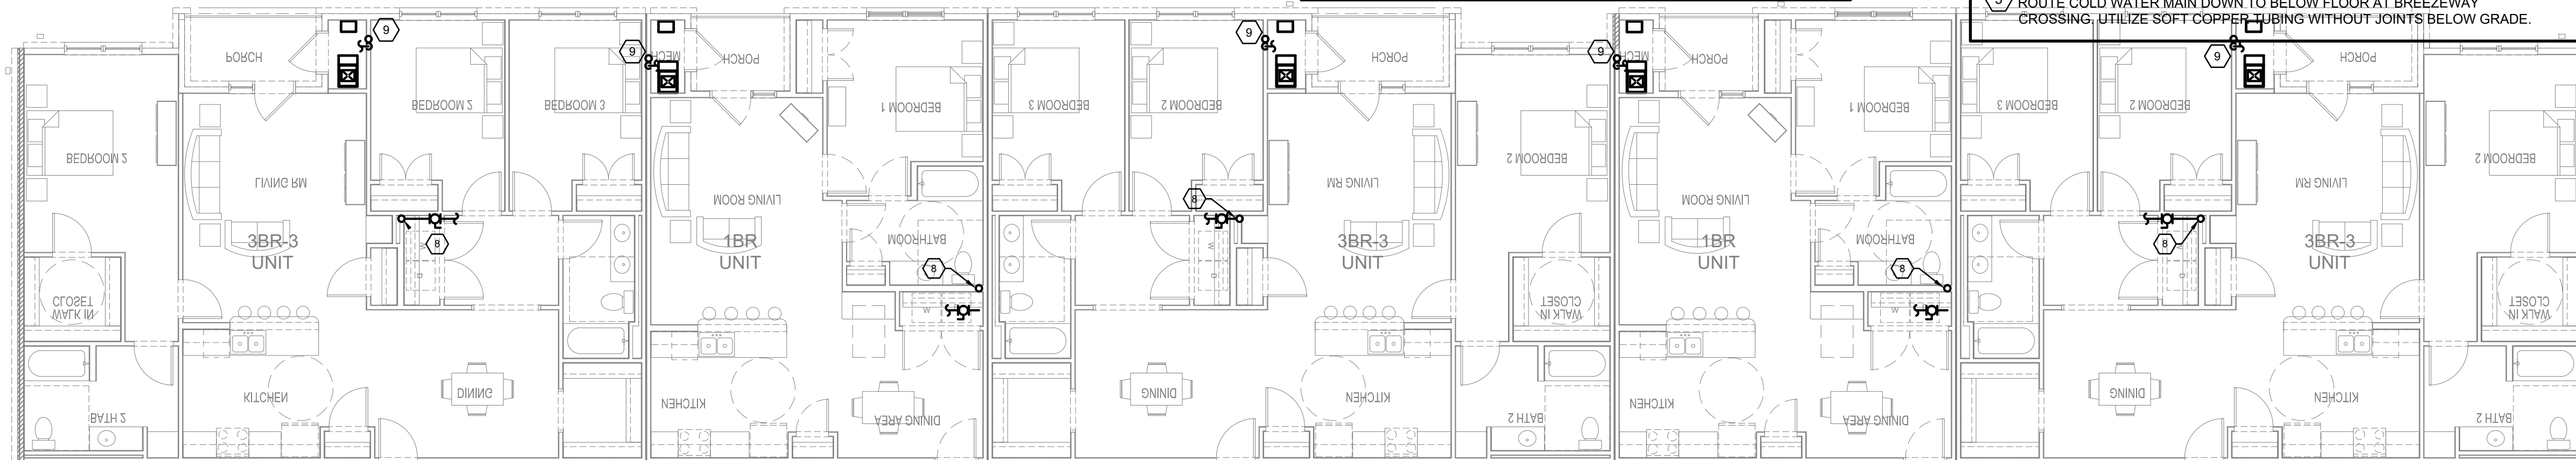 5 ROUTE COLD WATER MAIN DOWN TO BELOW FLOOR AT BREEZEWAY
CROSSING. UTILIZE SOFT COPPER TUBING WITHOUT JOINTS BELOW GRADE.
9
9
9
9
9
PORCH
MECH
PORCH
PORCH
MECH
PORCH
PORCH
BEDROOM 2
BEDROOM 3
BEDROOM 1
BEDROOM 3
BEDROOM 2
BEDROOM 1
BEDROOM 3
BEDROOM 2
BEDROOM 2
LIVING RM
LIVING ROOM
LIVING RM
BEDROOM 2
LIVING ROOM
LIVING RM
BEDROOM 2
8
8
3BR-3
UNIT
8
W
D
1BR
UNIT
BATHROOM
8
W
W
D
3BR-3
UNIT
1BR
UNIT
BATHROOM
8
W
8
W
D
3BR-3
UNIT
WALK IN
CLOSET
WALK IN
CLOSET
WALK IN
CLOSET
KITCHEN
DINING
KITCHEN
DINING AREA
DINING
KITCHEN
KITCHEN
DINING AREA
DINING
KITCHEN
BATH 2
BATH 2
BATH 2